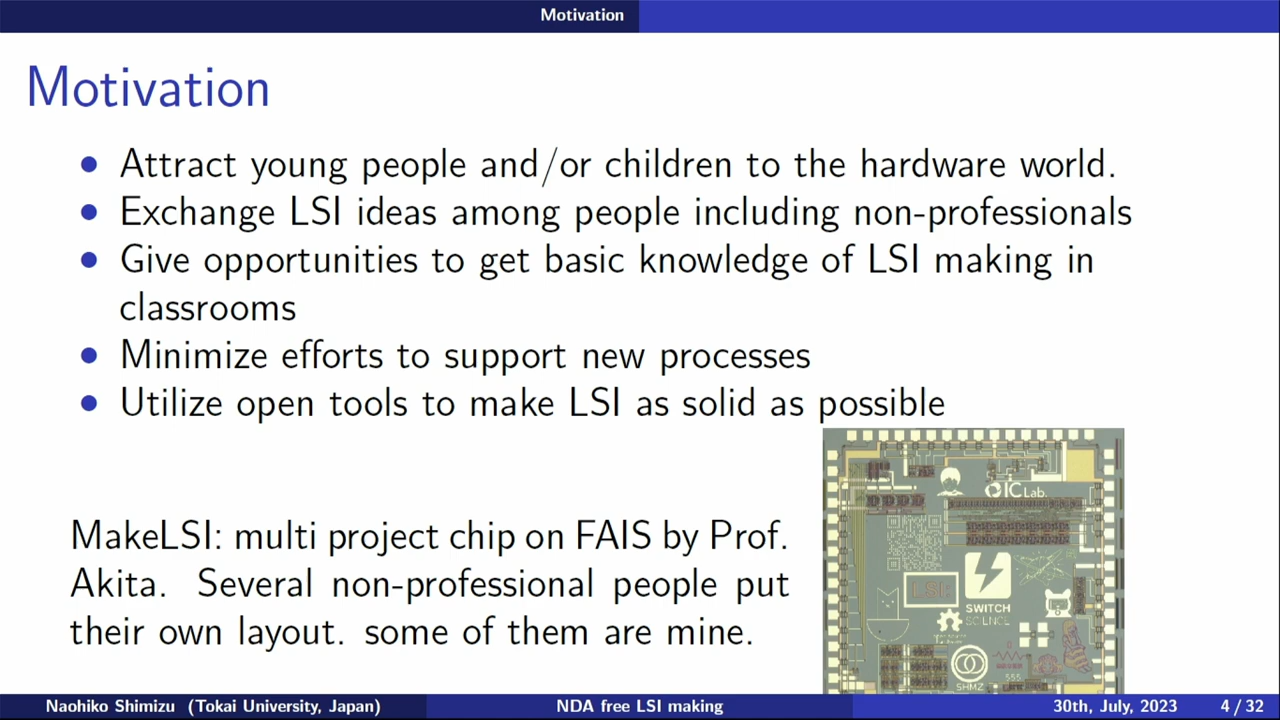 Motivation
Motivation
• Attract young people and/or children to the hardware world.
• Exchange LSI ideas among people including non-professionals
• Give opportunities to get basic knowledge of LSI making in
classrooms
• Minimize efforts to support new processes
• Utilize open tools to make LSI as solid as possible
MakeLSI: multi project chip on FAIS by Prof.
Akita. Several non-professional people put
their own layout. some of them are mine.
IC Lab.
LSI
SWITCH
SCIENCE
555
SHMZ
Naohiko Shimizu (Tokai University, Japan)
NDA free LSI making
30th, July, 2023
4 / 32